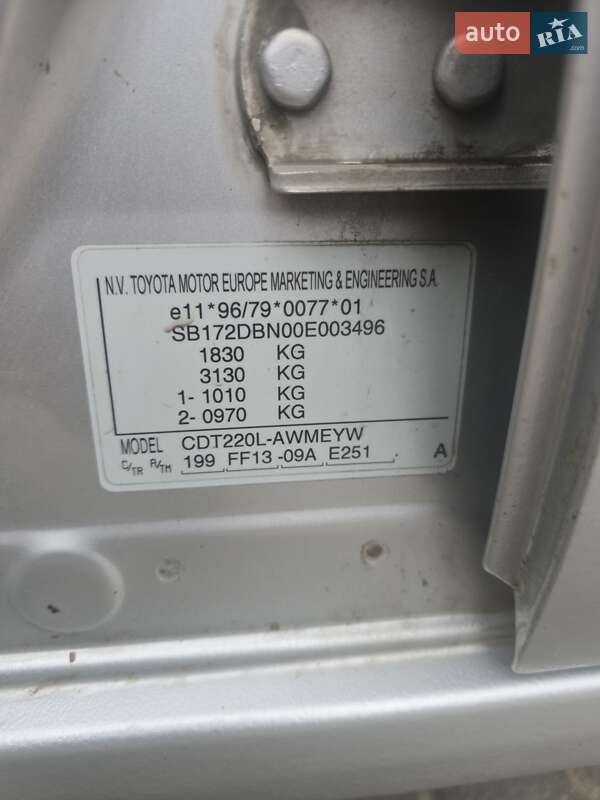 auto RIA .com
N.V. TOYOTA MOTOR EUROPE MARKETING & ENGINEERING S.A.
e11*96/79*0077*01
SB172DBN00E003496
1830 KG
3130 KG
1- 1010 KG
2- 0970 KG
MODEL CDT220L-AWMEYW
C/TR R/TM 199 FF13 -09A E251 A